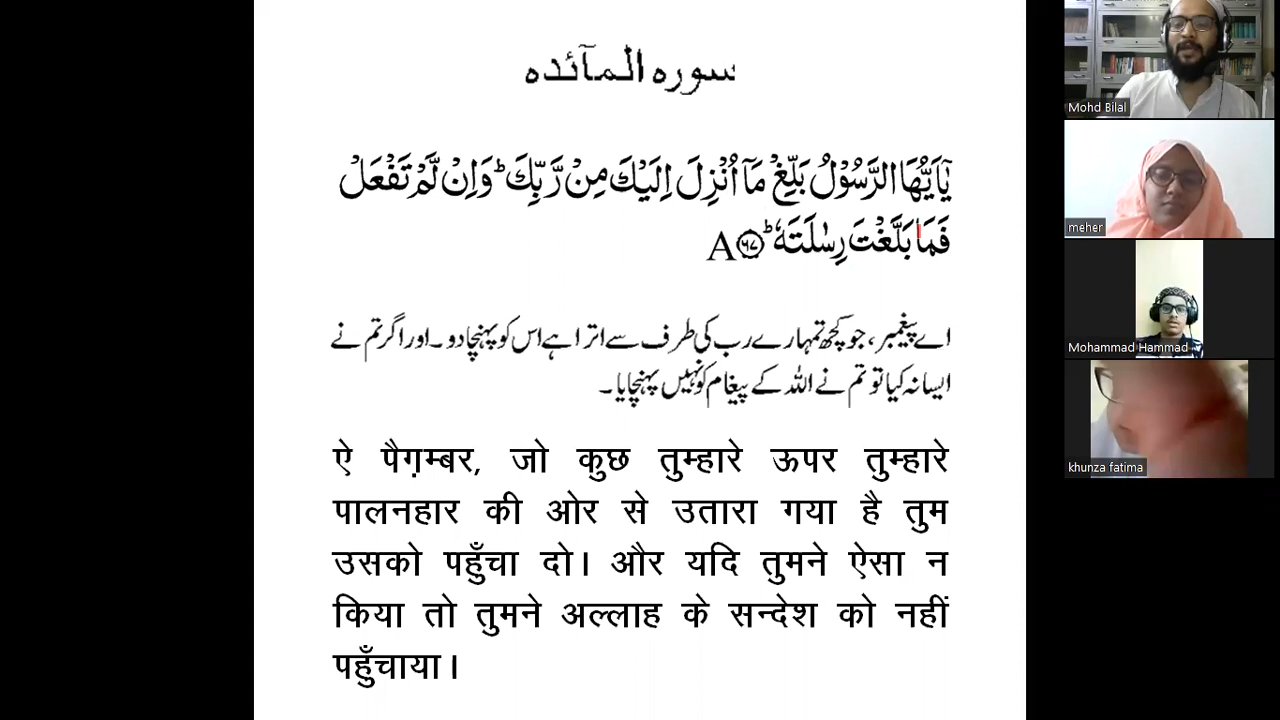 سورہ المآئدہ
یٰۤاَیُّهَا الرَّسُوْلُ بَلِّغْ مَاۤ اُنْزِلَ اِلَیْكَ مِنْ رَّبِّكَ ؕ وَاِنْ لَّمْ تَفْعَلْ
فَمَا بَلَّغْتَ رِسٰلَتَهٗ ؕ ۶۷ A
اے پیغمبر، جو کچھ تمہارے رب کی طرف سے اترا ہے اس کو پہنچا دو۔ اور اگر تم نے
ایسا نہ کیا تو تم نے اللہ کے پیغام کو نہیں پہنچایا۔
ऐ पैग़म्बर, जो कुछ तुम्हारे ऊपर तुम्हारे
पालनहार की ओर से उतारा गया है तुम
उसको पहुँचा दो। और यदि तुमने ऐसा न
किया तो तुमने अल्लाह के सन्देश को नहीं
पहुँचाया।
Mohd Bilal
meher
Mohammad Hammad
khunza fatima